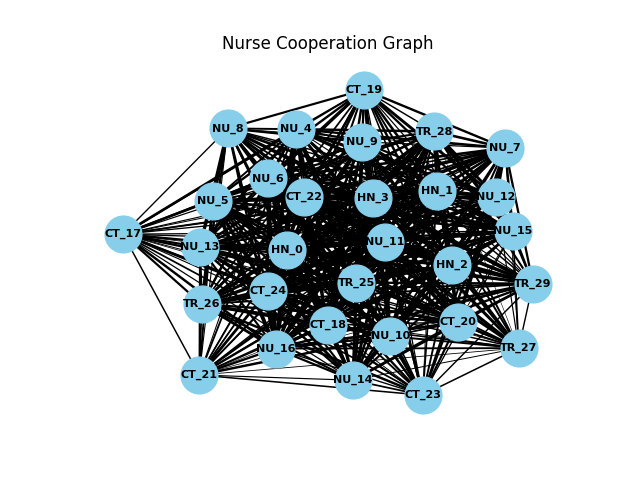 Nurse Cooperation Graph
CT_19
NU_8
NU_4
TR_28
NU_9
NU_7
NU_6
HN_1
CT_22
HN_3
NU_12
NU_5
NU_15
CT_17
NU_13
HN_0
NU_11
HN_2
TR_25
TR_29
CT_24
TR_26
CT_18
CT_20
NU_10
NU_16
TR_27
CT_21
NU_14
CT_23